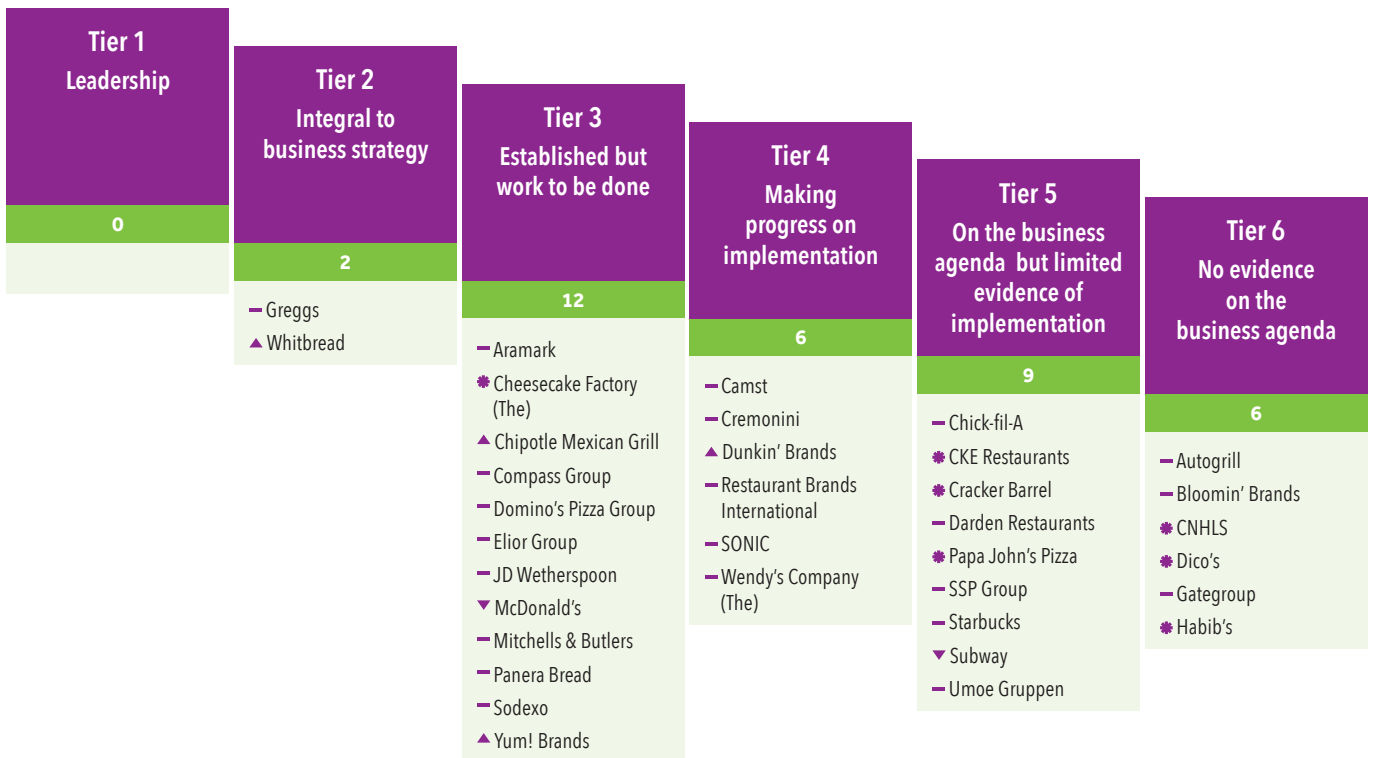 Tier 1
Leadership
0
Tier 2
Integral to
business strategy
2
Greggs
Whitbread
Tier 3
Established but
work to be done
12
Aramark
Cheesecake Factory
(The)
Chipotle Mexican Grill
Compass Group
Domino's Pizza Group
Elior Group
JD Wetherspoon
McDonald's
Mitchells & Butlers
Panera Bread
Sodexo
Yum! Brands
Tier 4
Making
progress on
implementation
6
Camst
Cremonini
Dunkin' Brands
Restaurant Brands
International
SONIC
Wendy's Company
(The)
Tier 5
On the business
agenda but limited
evidence of
implementation
9
Chick-fil-A
CKE Restaurants
Cracker Barrel
Darden Restaurants
Papa John's Pizza
SSP Group
Starbucks
Subway
Umoe Gruppen
Tier 6
No evidence
on the
business agenda
6
Autogrill
Bloomin' Brands
CNHLS
Dico's
Gategroup
Habib's